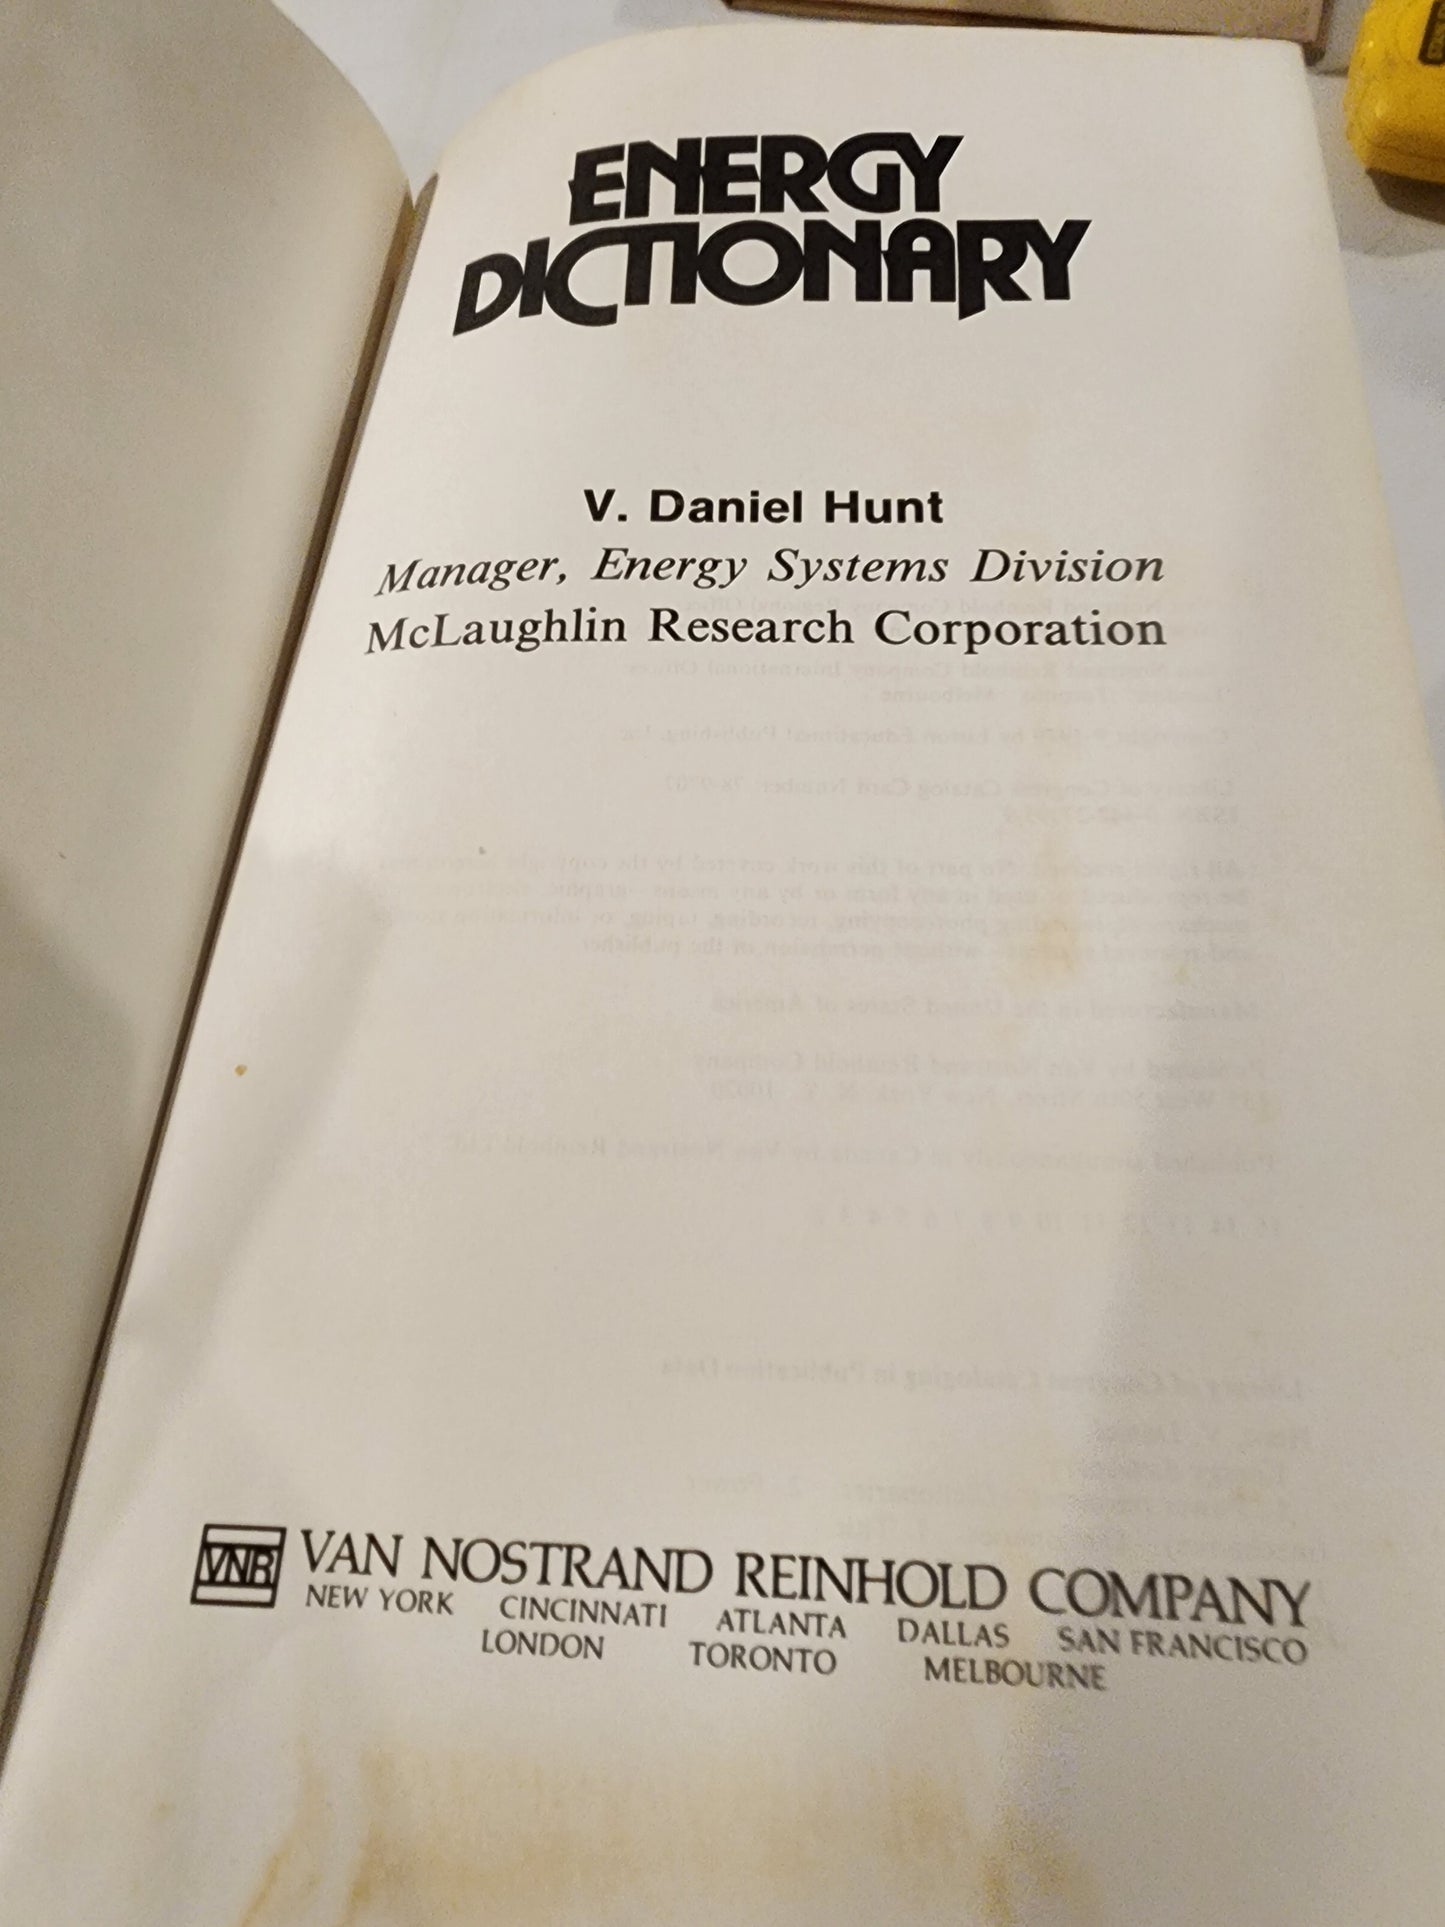 ENERGY
DICTIONARY
V. Daniel Hunt
Manager, Energy Systems Division
McLaughlin Research Corporation
VNR VAN NOSTRAND REINHOLD COMPANY
NEW YORK CINCINNATI ATLANTA DALLAS SAN FRANCISCO
LONDON TORONTO MELBOURNE